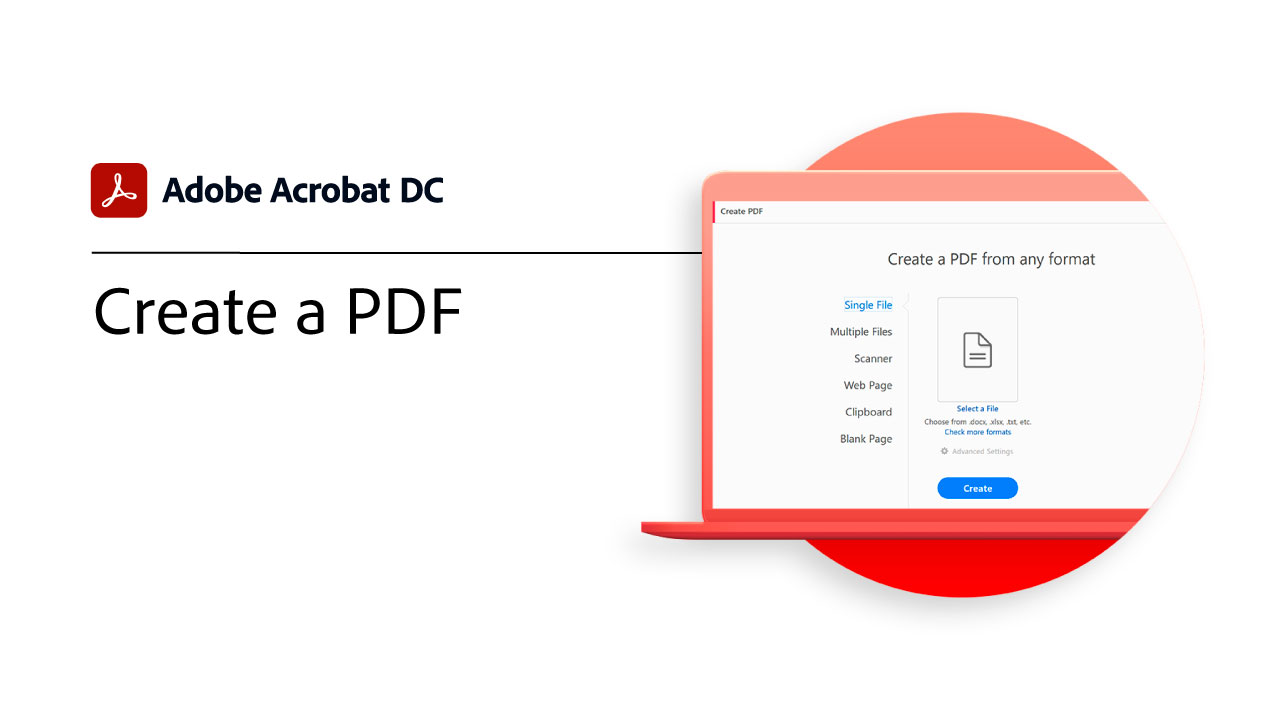 Adobe Acrobat DC
Create a PDF
Create PDF
Create a PDF from any format
Single File
Multiple Files
Scanner
Web Page
Clipboard
Blank Page
Select a File
Choose from .docx, .xlsx, .txt, etc.
Check more formats
Advanced Settings
Create